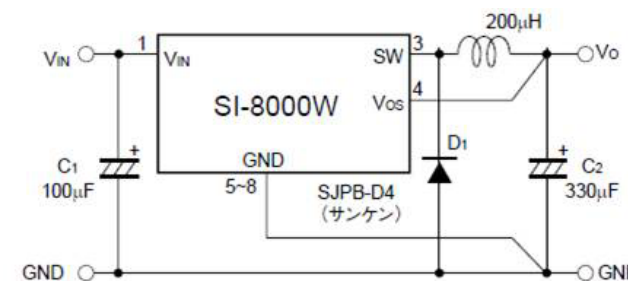 200μH
1
3
VIN
VIN
SW
VO
SI-8000W
4
VOS
D1
+
+
C1
100μF
GND
C2
330μF
5~8
SJPB-D4
(サンケン)
GND
GND